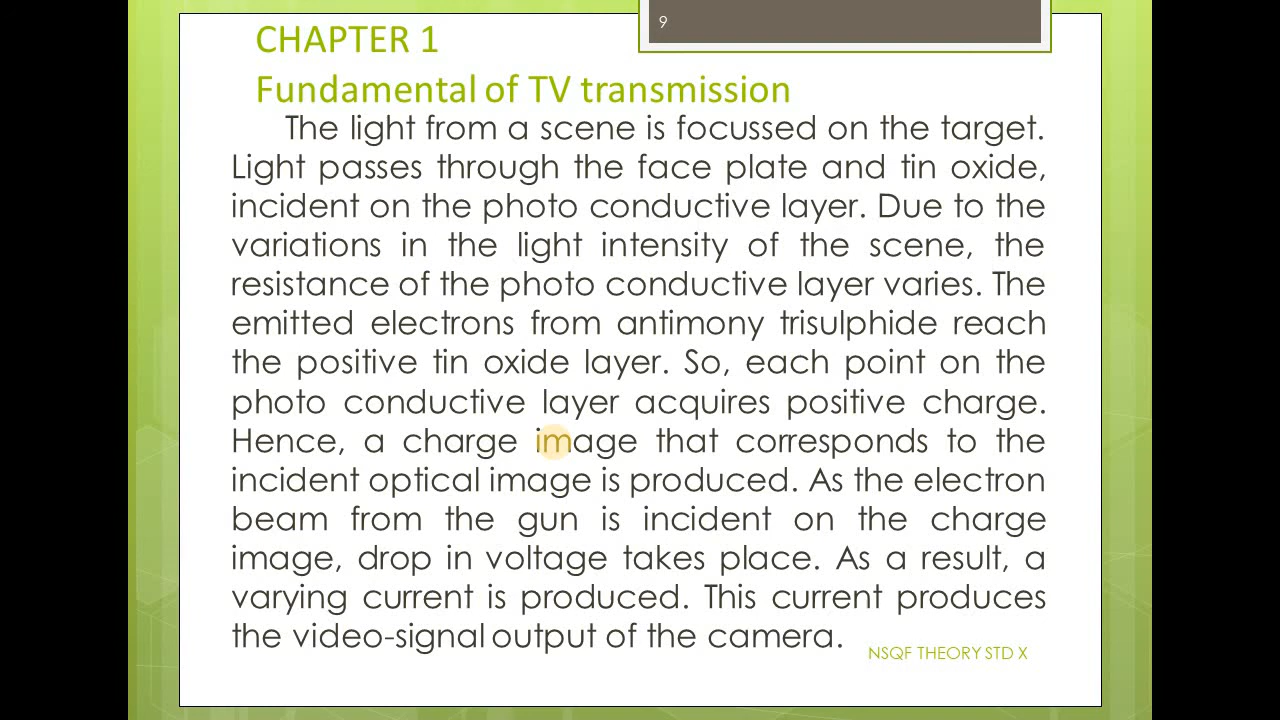 9
CHAPTER 1
Fundamental of TV transmission
The light from a scene is focussed on the target.
Light passes through the face plate and tin oxide,
incident on the photo conductive layer. Due to the
variations in the light intensity of the scene, the
resistance of the photo conductive layer varies. The
emitted electrons from antimony trisulphide reach
the positive tin oxide layer. So, each point on the
photo conductive layer acquires positive charge.
Hence, a charge image that corresponds to the
incident optical image is produced. As the electron
beam from the gun is incident on the charge
image, drop in voltage takes place. As a result, a
varying current is produced. This current produces
the video-signal output of the camera.
NSQF THEORY STD X